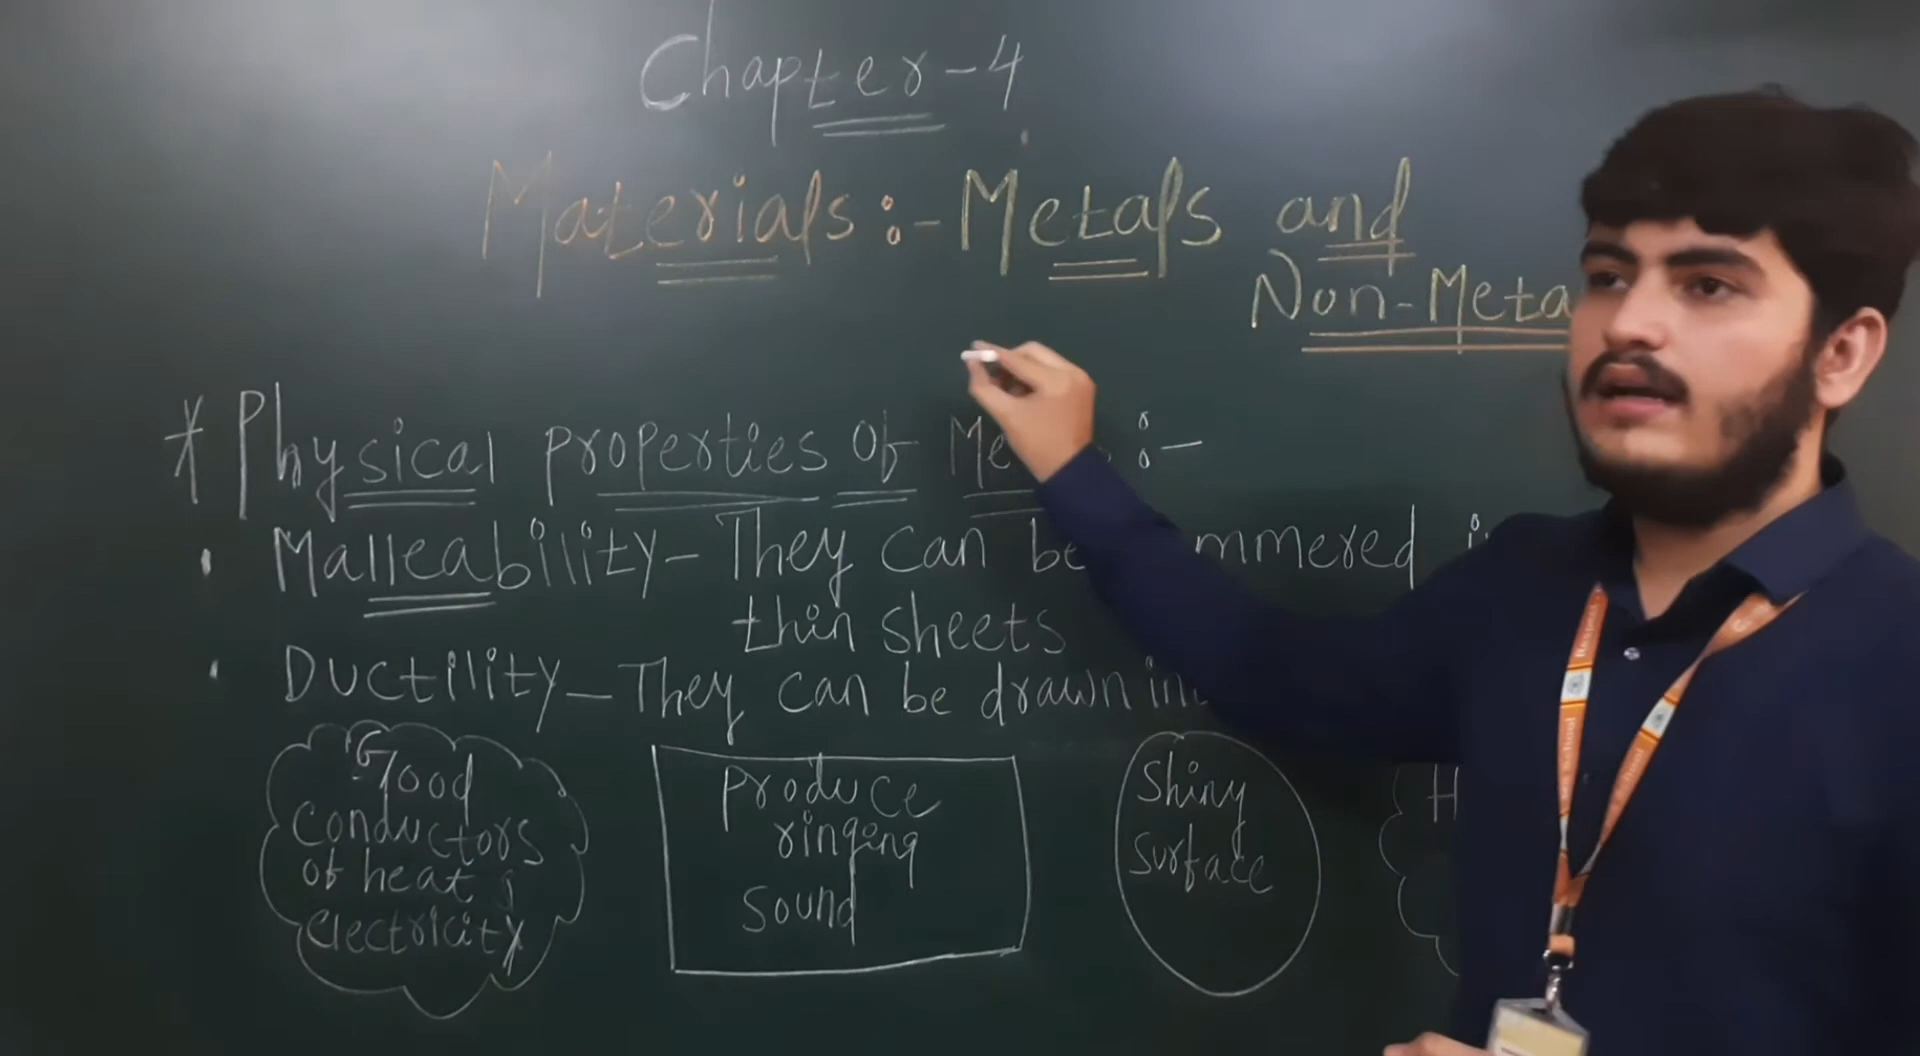 Chapter-4
Materials:- Metals and
Non-Meta
* Physical properties of Me :-
• Malleability - They can be mmered
thin sheets
• Ductility - They can be drawn in
Good
conductors
of heat &
electricity
Produce
ringing
sound
Shiny
surface
H